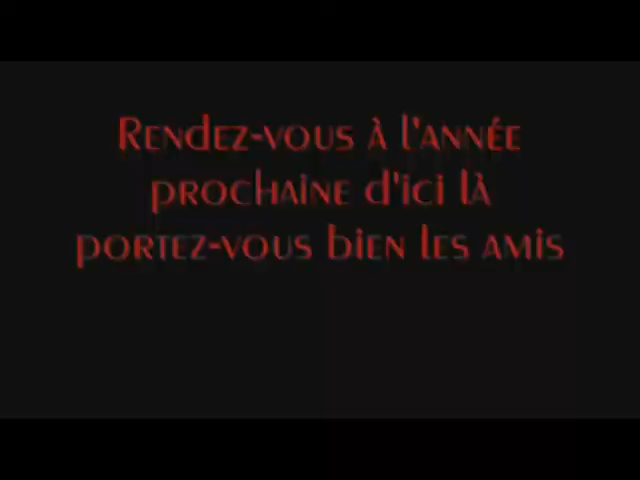 Rendez-vous à l'année
prochaine d'ici là
portez-vous bien les amis